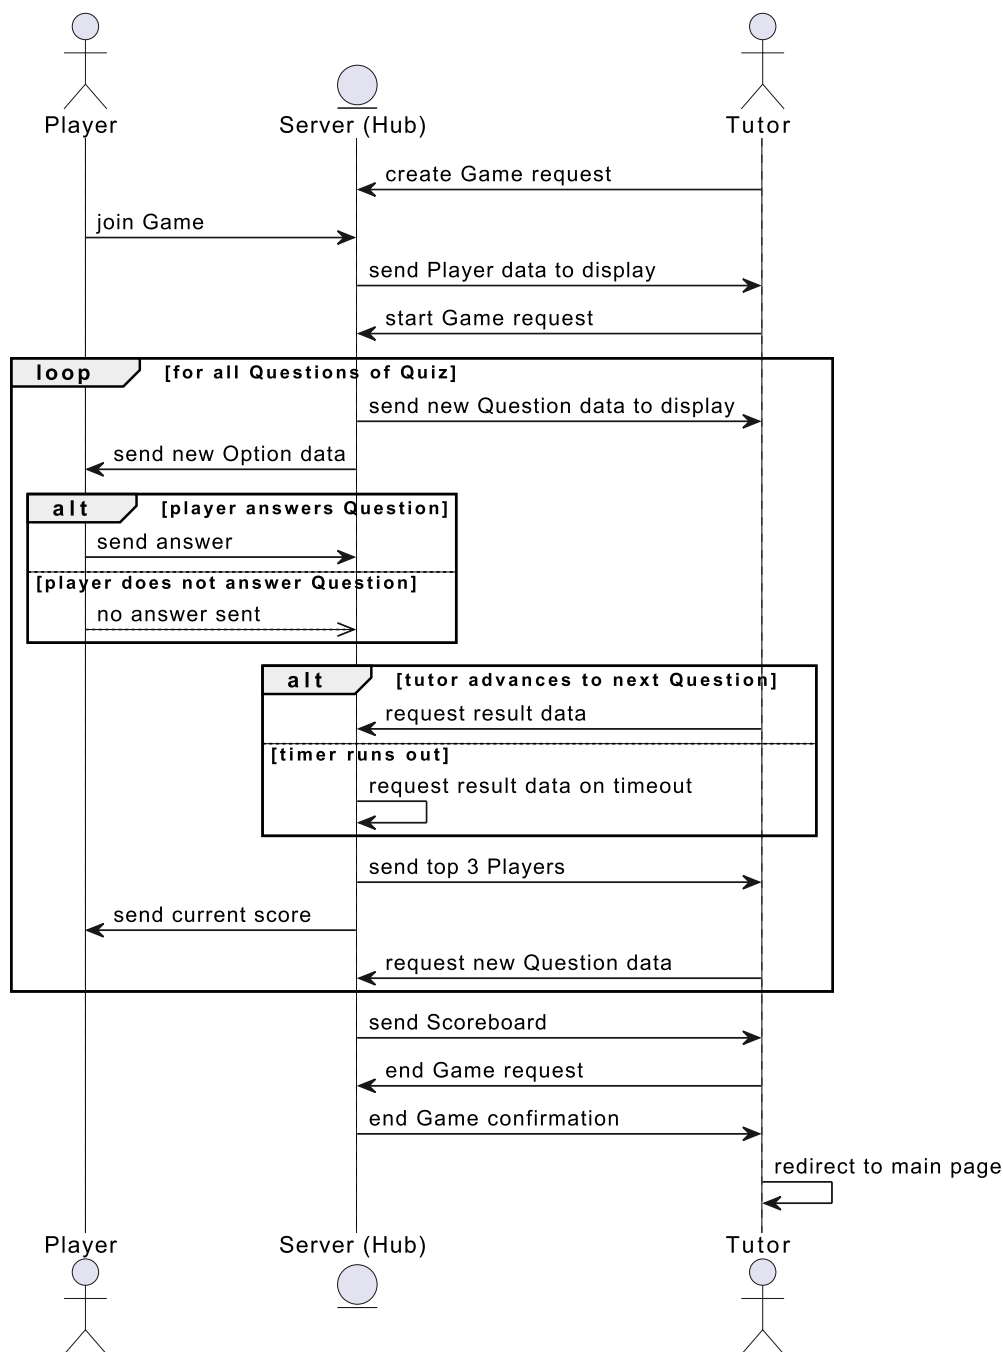 Player
Server (Hub)
Tutor
create Game request
join Game
send Player data to display
start Game request
loop [for all Questions of Quiz]
send new Question data to display
send new Option data
alt [player answers Question]
send answer
[player does not answer Question]
no answer sent
alt [tutor advances to next Question]
request result data
[timer runs out]
request result data on timeout
send top 3 Players
send current score
request new Question data
send Scoreboard
end Game request
end Game confirmation
redirect to main page
Player
Server (Hub)
Tutor